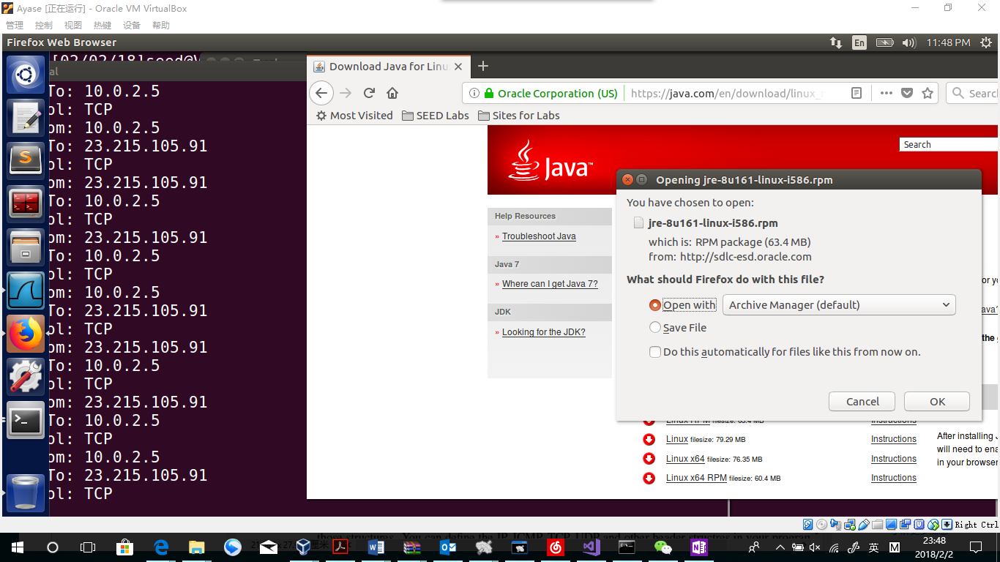 Ayase [正在运行] - Oracle VM VirtualBox
管理 控制 视图 热键 设备 帮助
Firefox Web Browser
En 11:48 PM
[02/02/18]seed@V
al
To: 10.0.2.5
ol: TCP
om: 10.0.2.5
To: 23.215.105.91
ol: TCP
om: 23.215.105.91
To: 10.0.2.5
ol: TCP
om: 23.215.105.91
To: 10.0.2.5
ol: TCP
om: 10.0.2.5
To: 23.215.105.91
ol: TCP
om: 23.215.105.91
To: 10.0.2.5
ol: TCP
om: 23.215.105.91
To: 10.0.2.5
ol: TCP
om: 10.0.2.5
To: 23.215.105.91
ol: TCP
Download Java for Linu
Oracle Corporation (US) https://java.com/en/download/linux_
Searc
Most Visited SEED Labs Sites for Labs
Java™
Search
Help Resources
» Troubleshoot Java
Java 7
» Where can I get Java 7?
JDK
» Looking for the JDK?
Opening jre-8u161-linux-i586.rpm
You have chosen to open:
jre-8u161-linux-i586.rpm
which is: RPM package (63.4 MB)
from: http://sdlc-esd.oracle.com
What should Firefox do with this file?
Open with Archive Manager (default)
Save File
Do this automatically for files like this from now on.
Cancel OK
or yo
ava?
the
Linux RPM filesize: 63.4 MB Instructions
Linux filesize: 79.29 MB Instructions
Linux x64 filesize: 76.35 MB Instructions
Linux x64 RPM filesize: 60.4 MB Instructions
After installing J
will need to ena
in your browser
Right Ctrl
those structures. You can define the IP, ICMP, TCP, UDP and other header structres in your program
英 M
23:48
2018/2/2